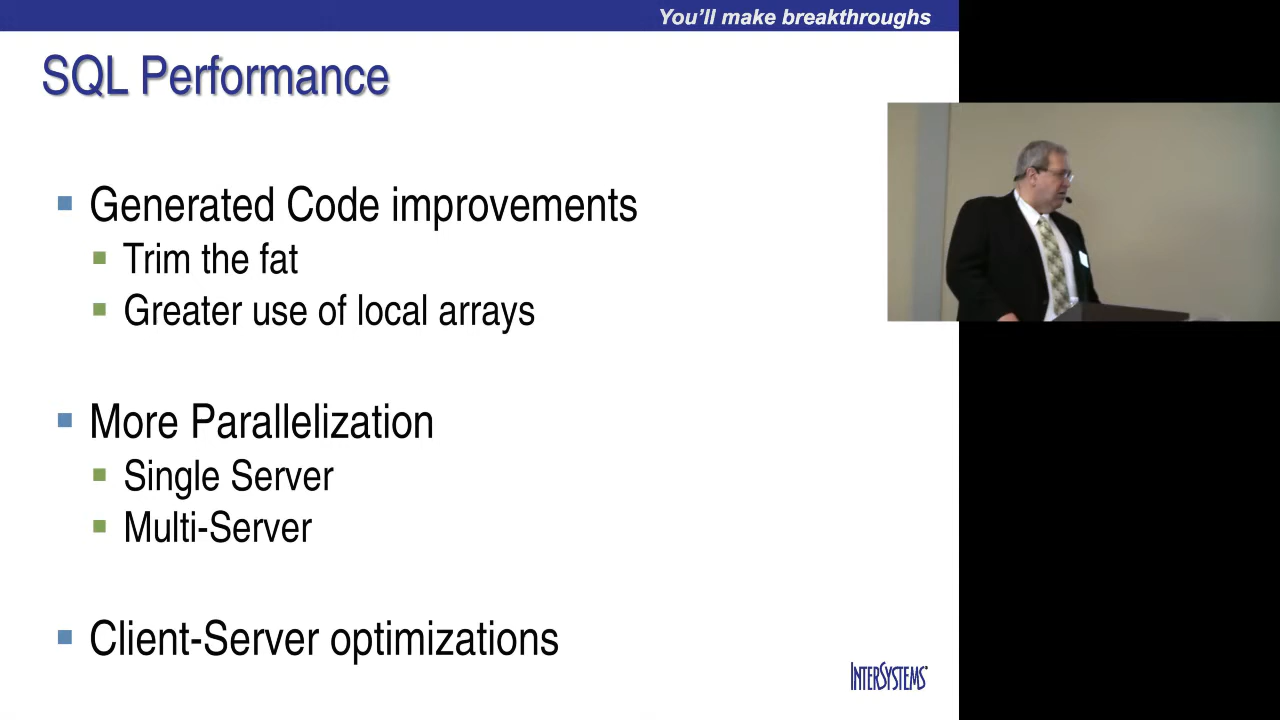 You'll make breakthroughs
SQL Performance
Generated Code improvements
Trim the fat
Greater use of local arrays
More Parallelization
Single Server
Multi-Server
Client-Server optimizations
INTERSYSTEMS